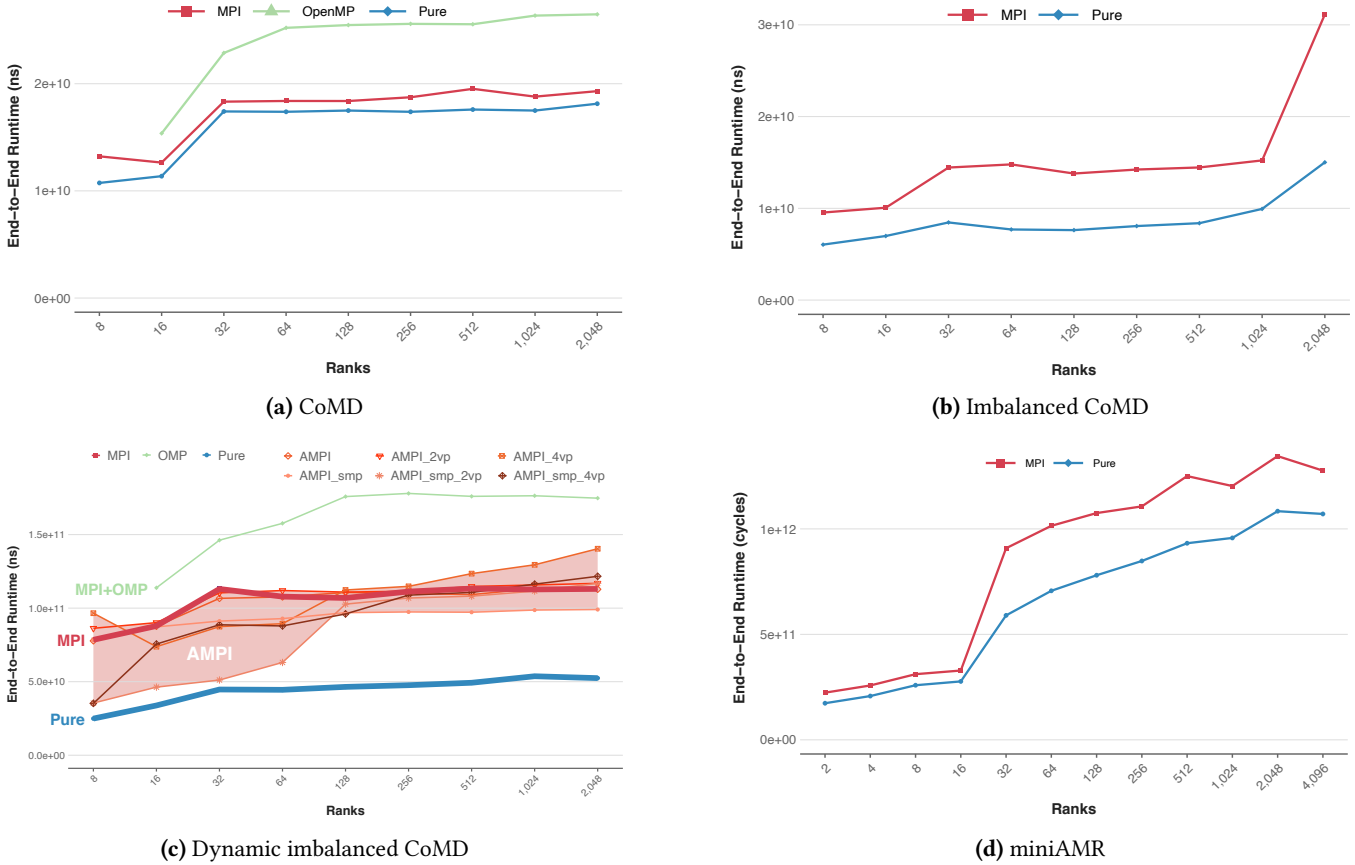 MPI OpenMP Pure
End−to−End Runtime (ns)
2e+10
1e+10
0e+00
8 16 32 64 128 256 512 1,024 2,048
Ranks
(a) CoMD
MPI Pure
End−to−End Runtime (ns)
3e+10
2e+10
1e+10
0e+00
8 16 32 64 128 256 512 1,024 2,048
Ranks
(b) Imbalanced CoMD
MPI OMP Pure AMPI AMPI_2vp AMPI_4vp
AMPI_smp AMPI_smp_2vp AMPI_smp_4vp
End−to−End Runtime (ns)
1.5e+11
1.0e+11
5.0e+10
0.0e+00
MPI+OMP
MPI
AMPI
Pure
8 16 32 64 128 256 512 1,024 2,048
Ranks
(c) Dynamic imbalanced CoMD
MPI Pure
End−to−End Runtime (cycles)
1e+12
5e+11
0e+00
2 4 8 16 32 64 128 256 512 1,024 2,048 4,096
Ranks
(d) miniAMR